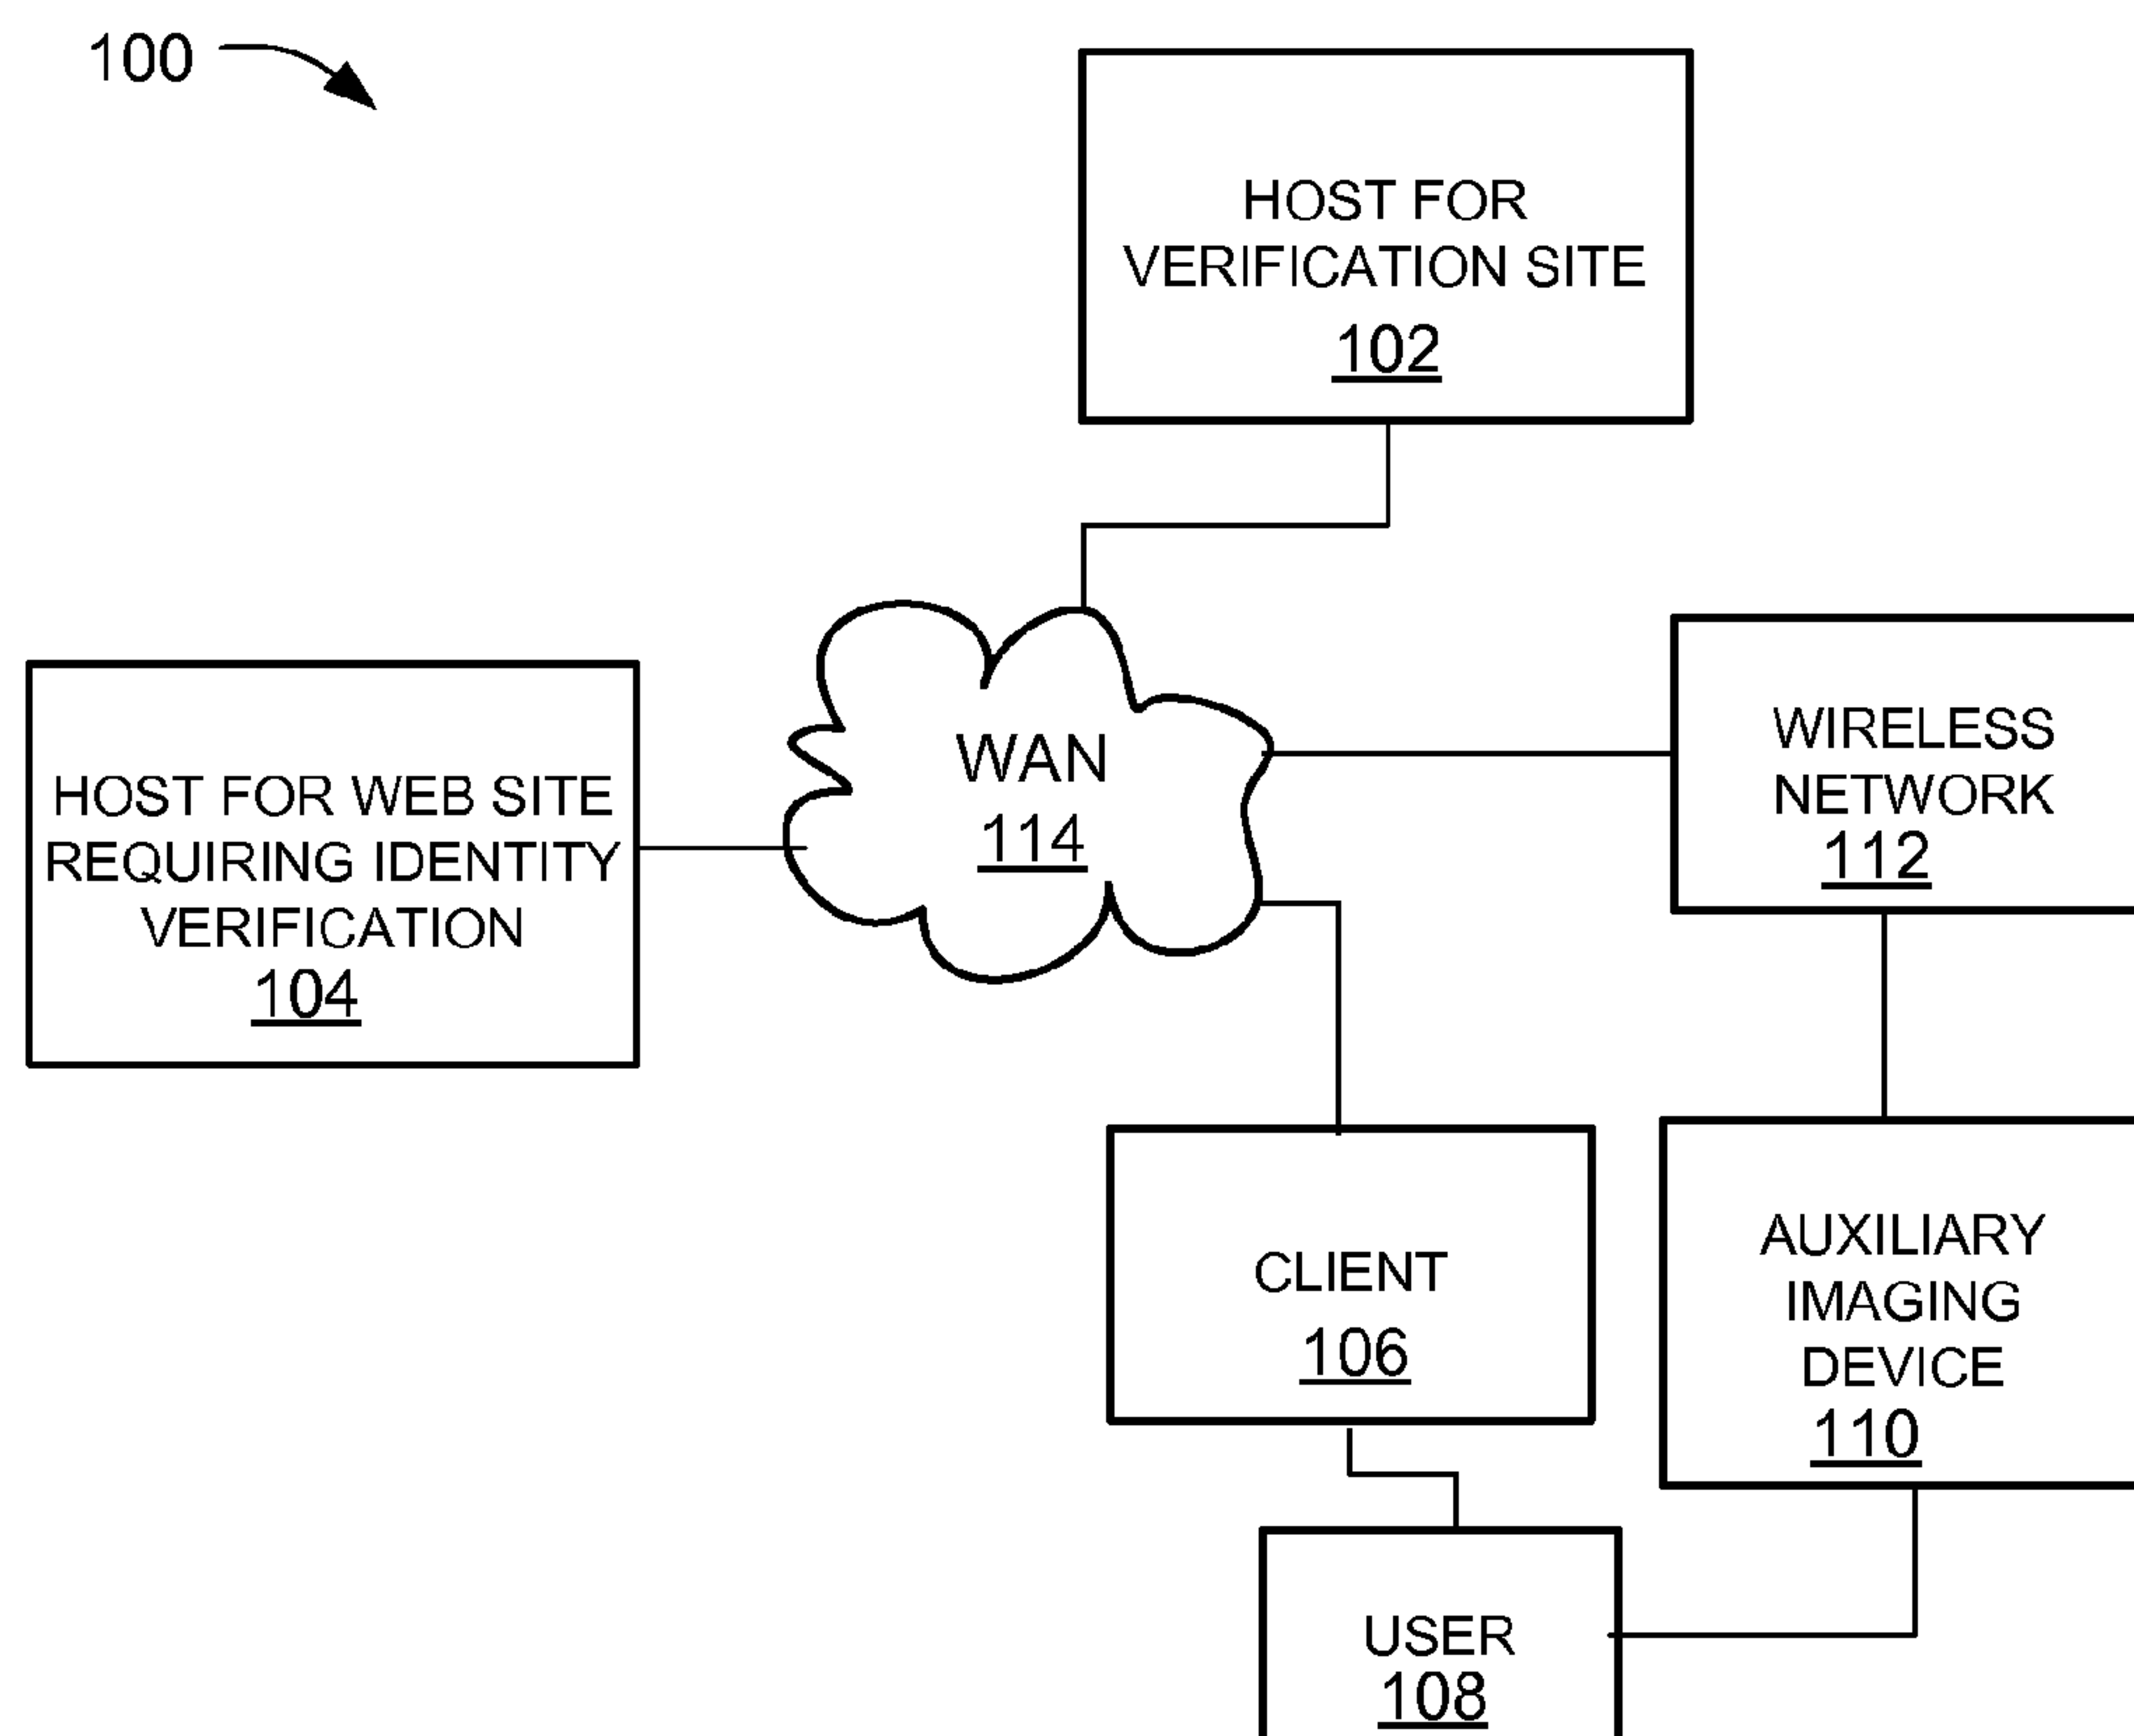 100
HOST FOR
VERIFICATION SITE
102
HOST FOR WEB SITE
REQUIRING IDENTITY
VERIFICATION
104
WAN
114
WIRELESS
NETWORK
112
CLIENT
106
AUXILIARY
IMAGING
DEVICE
110
USER
108